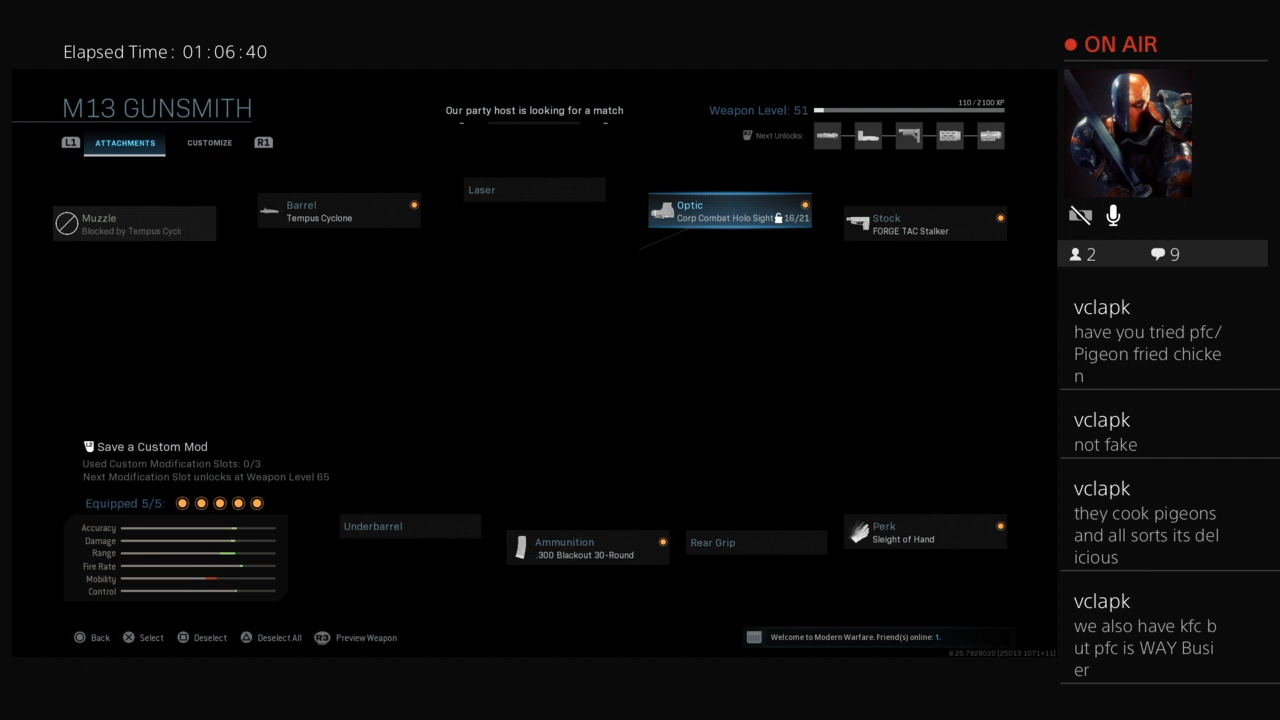 Elapsed Time: 01:06:40
ON AIR
M13 GUNSMITH
Our party host is looking for a match
Weapon Level: 51
110 / 2100 XP
L1
ATTACHMENTS
CUSTOMIZE
R1
Next Unlocks:
Muzzle
Blocked by Tempus Cycl
Barrel
Tempus Cyclone
Laser
Optic
Corp Combat Holo Sight
16/21
Stock
FORGE TAC Stalker
2
9
vclapk
have you tried pfc/
Pigeon fried chicke
n
vclapk
not fake
vclapk
they cook pigeons
and all sorts its del
icious
vclapk
we also have kfc b
ut pfc is WAY Busi
er
L2 Save a Custom Mod
Used Custom Modification Slots: 0/3
Next Modification Slot unlocks at Weapon Level 65
Equipped 5/5:
Accuracy
Damage
Range
Fire Rate
Mobility
Control
Underbarrel
Ammunition
.300 Blackout 30-Round
Rear Grip
Perk
Sleight of Hand
Back
Select
Deselect
Deselect All
R3 Preview Weapon
Welcome to Modern Warfare. Friend(s) online: 1.